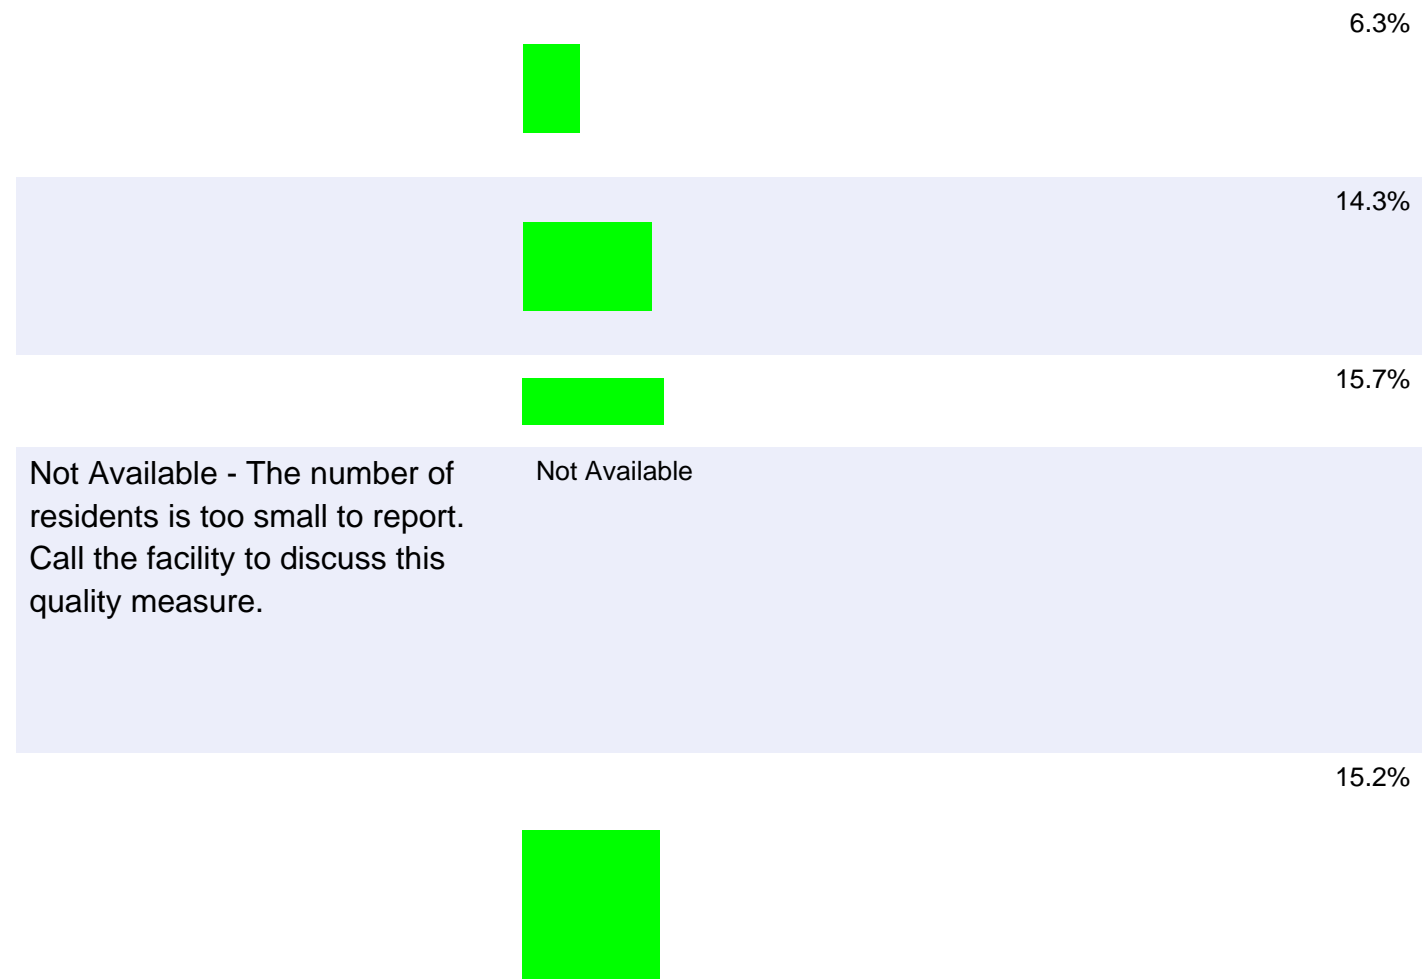 6.3%
14.3%
15.7%
Not Available - The number of
residents is too small to report.
Call the facility to discuss this
quality measure.
Not Available
15.2%